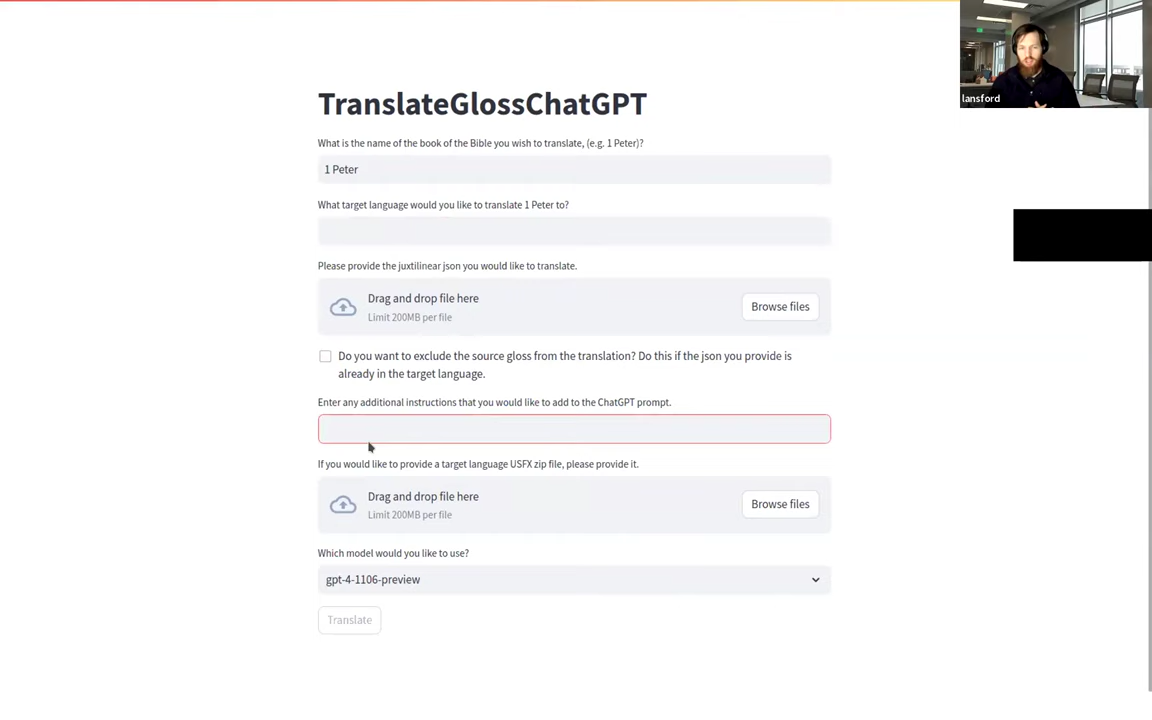 lansford
TranslateGlossChatGPT
What is the name of the book of the Bible you wish to translate, (e.g. 1 Peter)?
1 Peter
What target language would you like to translate 1 Peter to?
Please provide the juxtilinear json you would like to translate.
Drag and drop file here
Limit 200MB per file
Browse files
Do you want to exclude the source gloss from the translation? Do this if the json you provide is
already in the target language.
Enter any additional instructions that you would like to add to the ChatGPT prompt.
If you would like to provide a target language USFX zip file, please provide it.
Drag and drop file here
Limit 200MB per file
Browse files
Which model would you like to use?
gpt-4-1106-preview
Translate